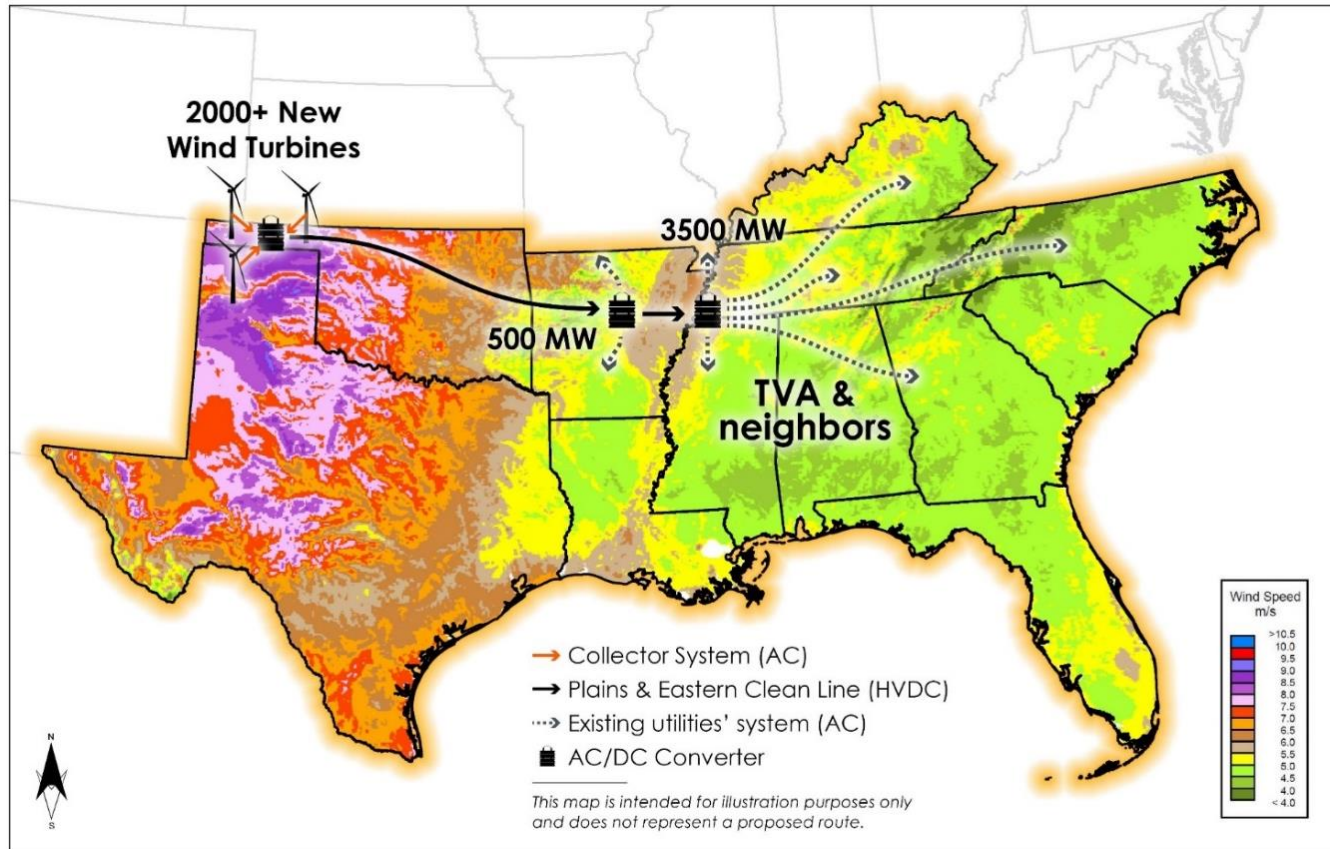 2000+ New
Wind Turbines
3500 MW
500 MW
TVA &
neighbors
Collector System (AC)
Plains & Eastern Clean Line (HVDC)
Existing utilities' system (AC)
AC/DC Converter
This map is intended for illustration purposes only
and does not represent a proposed route.
N
S
Wind Speed
m/s
>10.5
10.0
9.5
9.0
8.5
8.0
7.5
7.0
6.5
6.0
5.5
5.0
4.5
4.0
< 4.0